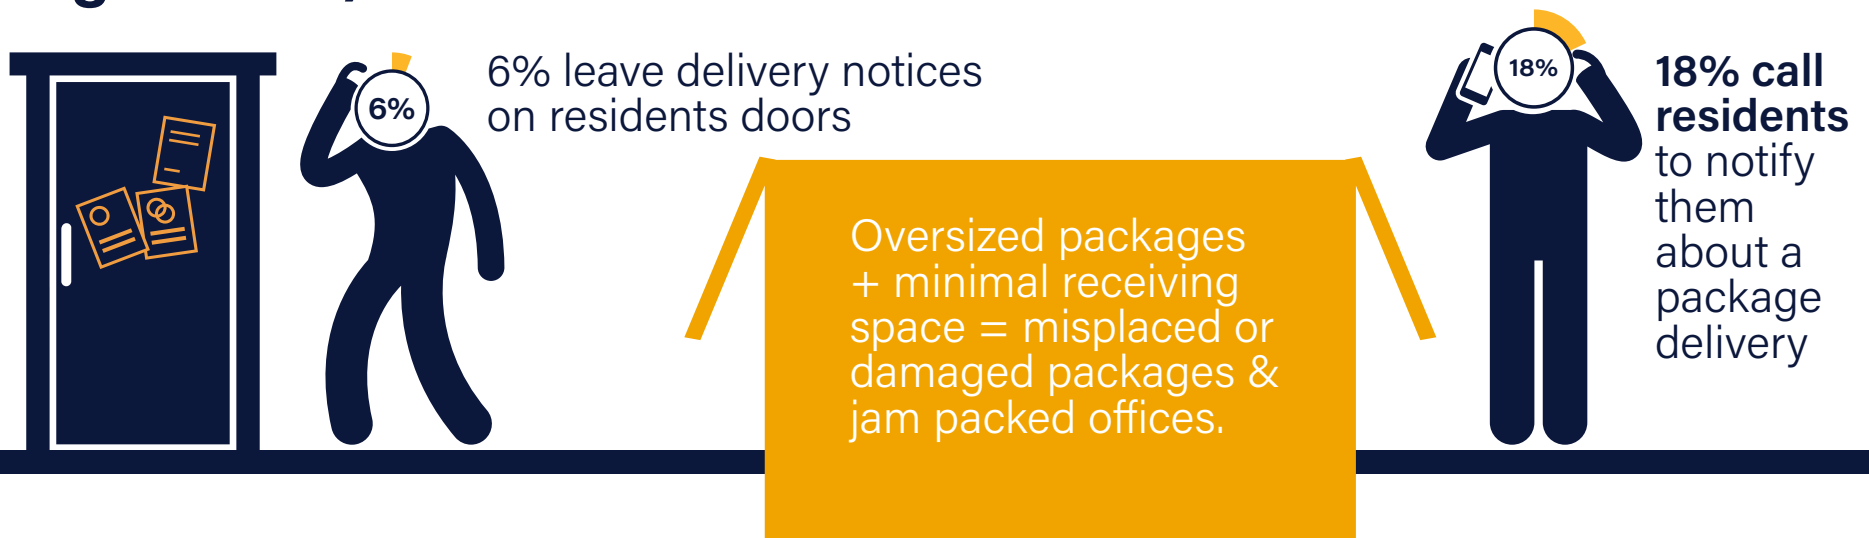 6%
6% leave delivery notices
on residents doors
Oversized packages
+ minimal receiving
space = misplaced or
damaged packages &
jam packed offices.
18%
18% call
residents
to notify
them
about a
package
delivery